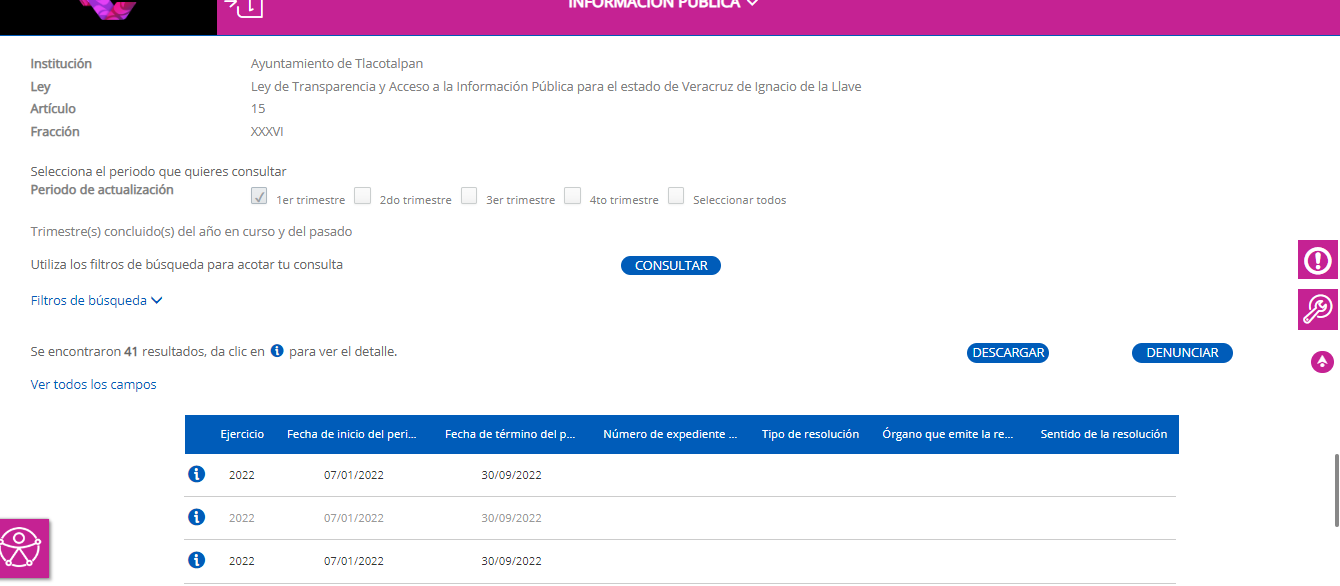 INFORMACIÓN PÚBLICA
Institución Ayuntamiento de Tlacotalpan
Ley Ley de Transparencia y Acceso a la Información Pública para el estado de Veracruz de Ignacio de la Llave
Artículo 15
Fracción XXXVI
Selecciona el periodo que quieres consultar
Periodo de actualización 1er trimestre 2do trimestre 3er trimestre 4to trimestre Seleccionar todos
Trimestre(s) concluido(s) del año en curso y del pasado
Utiliza los filtros de búsqueda para acotar tu consulta CONSULTAR
Filtros de búsqueda
Se encontraron 41 resultados, da clic en para ver el detalle. DESCARGAR DENUNCIAR
Ver todos los campos
Ejercicio Fecha de inicio del peri... Fecha de término del p... Número de expediente ... Tipo de resolución Órgano que emite la re... Sentido de la resolución
2022 07/01/2022 30/09/2022
2022 07/01/2022 30/09/2022
2022 07/01/2022 30/09/2022